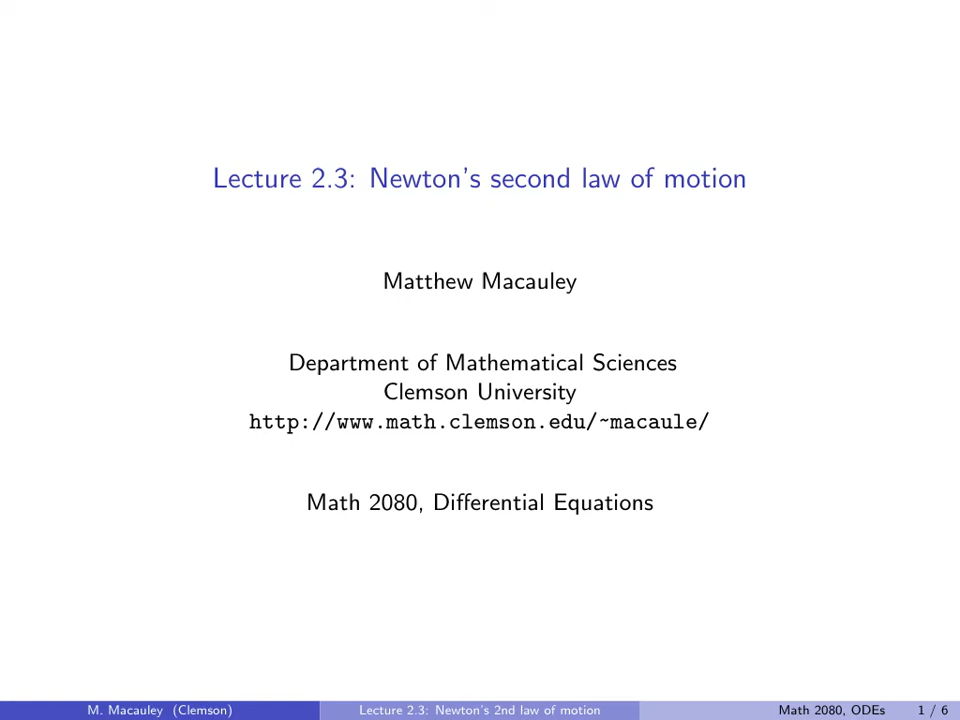 Lecture 2.3: Newton's second law of motion
Matthew Macauley
Department of Mathematical Sciences
Clemson University
http://www.math.clemson.edu/~macaule/
Math 2080, Differential Equations
M. Macauley (Clemson) Lecture 2.3: Newton's 2nd law of motion Math 2080, ODEs 1 / 6